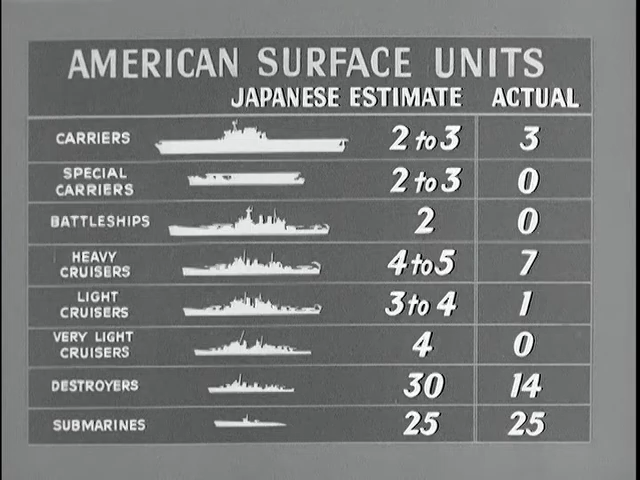 AMERICAN SURFACE UNITS
JAPANESE ESTIMATE ACTUAL
CARRIERS 2 to 3 3
SPECIAL
CARRIERS 2 to 3 0
BATTLESHIPS 2 0
HEAVY
CRUISERS 4 to 5 7
LIGHT
CRUISERS 3 to 4 1
VERY LIGHT
CRUISERS 4 0
DESTROYERS 30 14
SUBMARINES 25 25